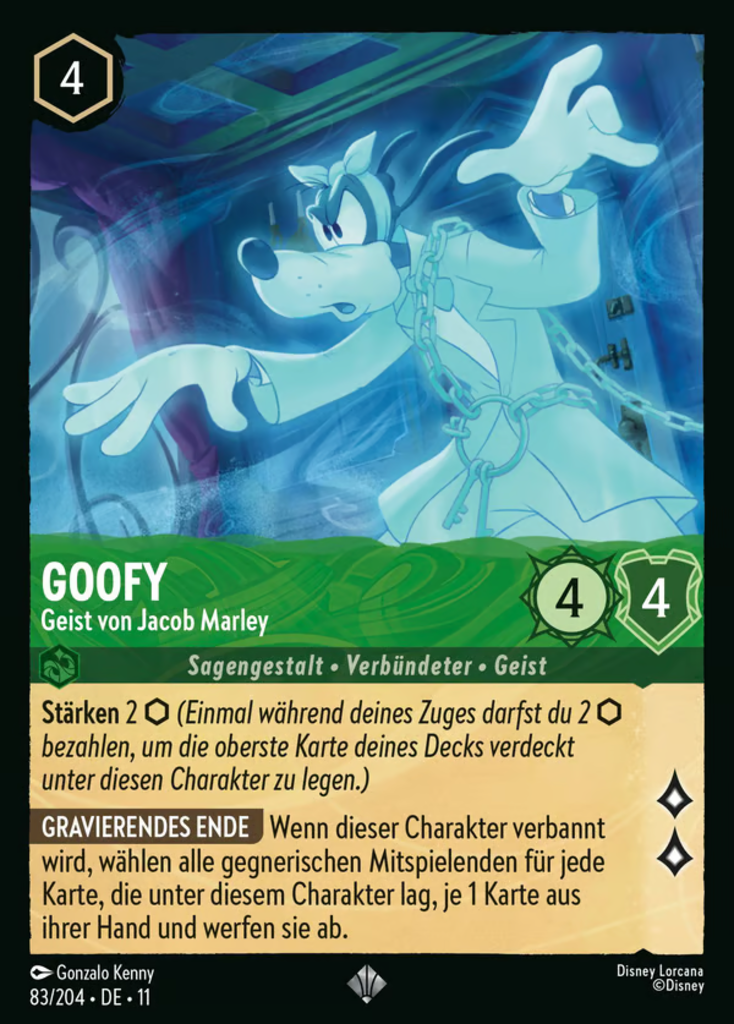 4
GOOFY
Geist von Jacob Marley
4 4
Sagengestalt • Verbündeter • Geist
Stärken 2 ⬡ (Einmal während deines Zuges darfst du 2 ⬡
bezahlen, um die oberste Karte deines Decks verdeckt
unter diesen Charakter zu legen.)
GRAVIERENDES ENDE Wenn dieser Charakter verbannt
wird, wählen alle gegnerischen Mitspielenden für jede
Karte, die unter diesem Charakter lag, je 1 Karte aus
ihrer Hand und werfen sie ab.
Gonzalo Kenny
83/204 • DE • 11
Disney Lorcana
©Disney